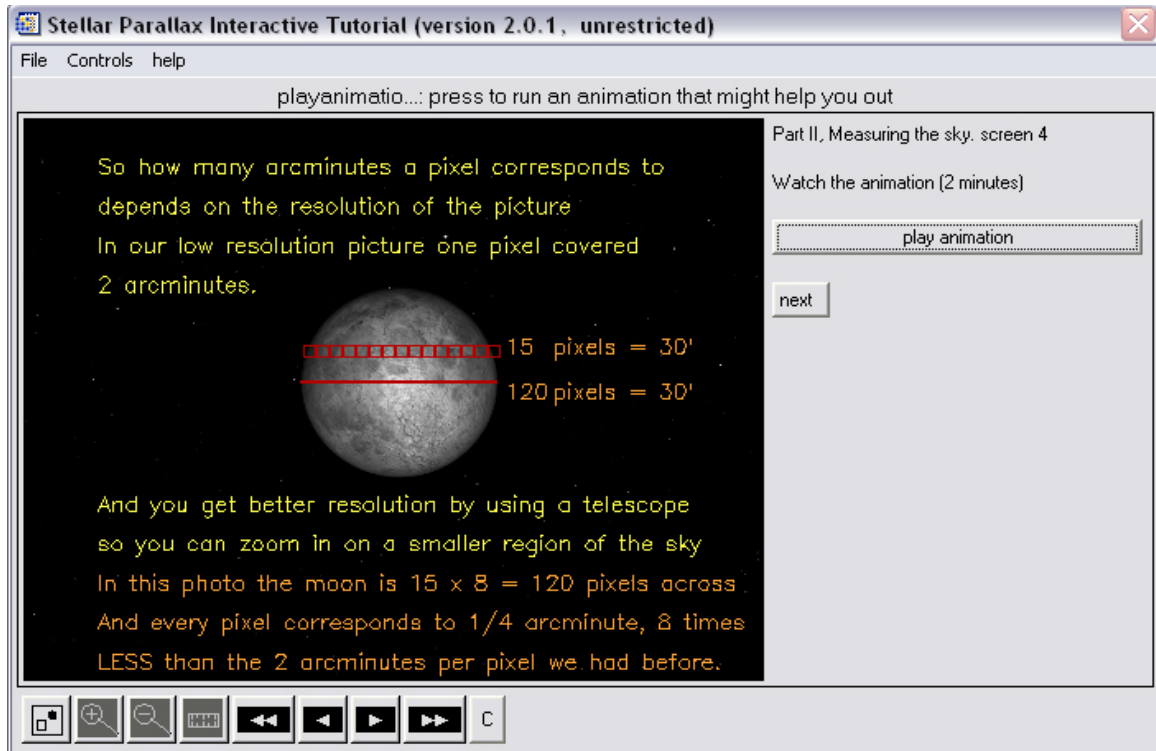 Stellar Parallax Interactive Tutorial (version 2.0.1, unrestricted)
File Controls help
playanimatio...: press to run an animation that might help you out
So how many arcminutes a pixel corresponds to
depends on the resolution of the picture
In our low resolution picture one pixel covered
2 arcminutes.
15 pixels = 30'
120 pixels = 30'
And you get better resolution by using a telescope
so you can zoom in on a smaller region of the sky
In this photo the moon is 15 x 8 = 120 pixels across
And every pixel corresponds to 1/4 arcminute, 8 times
LESS than the 2 arcminutes per pixel we had before.
Part II, Measuring the sky. screen 4
Watch the animation (2 minutes)
play animation
next
C